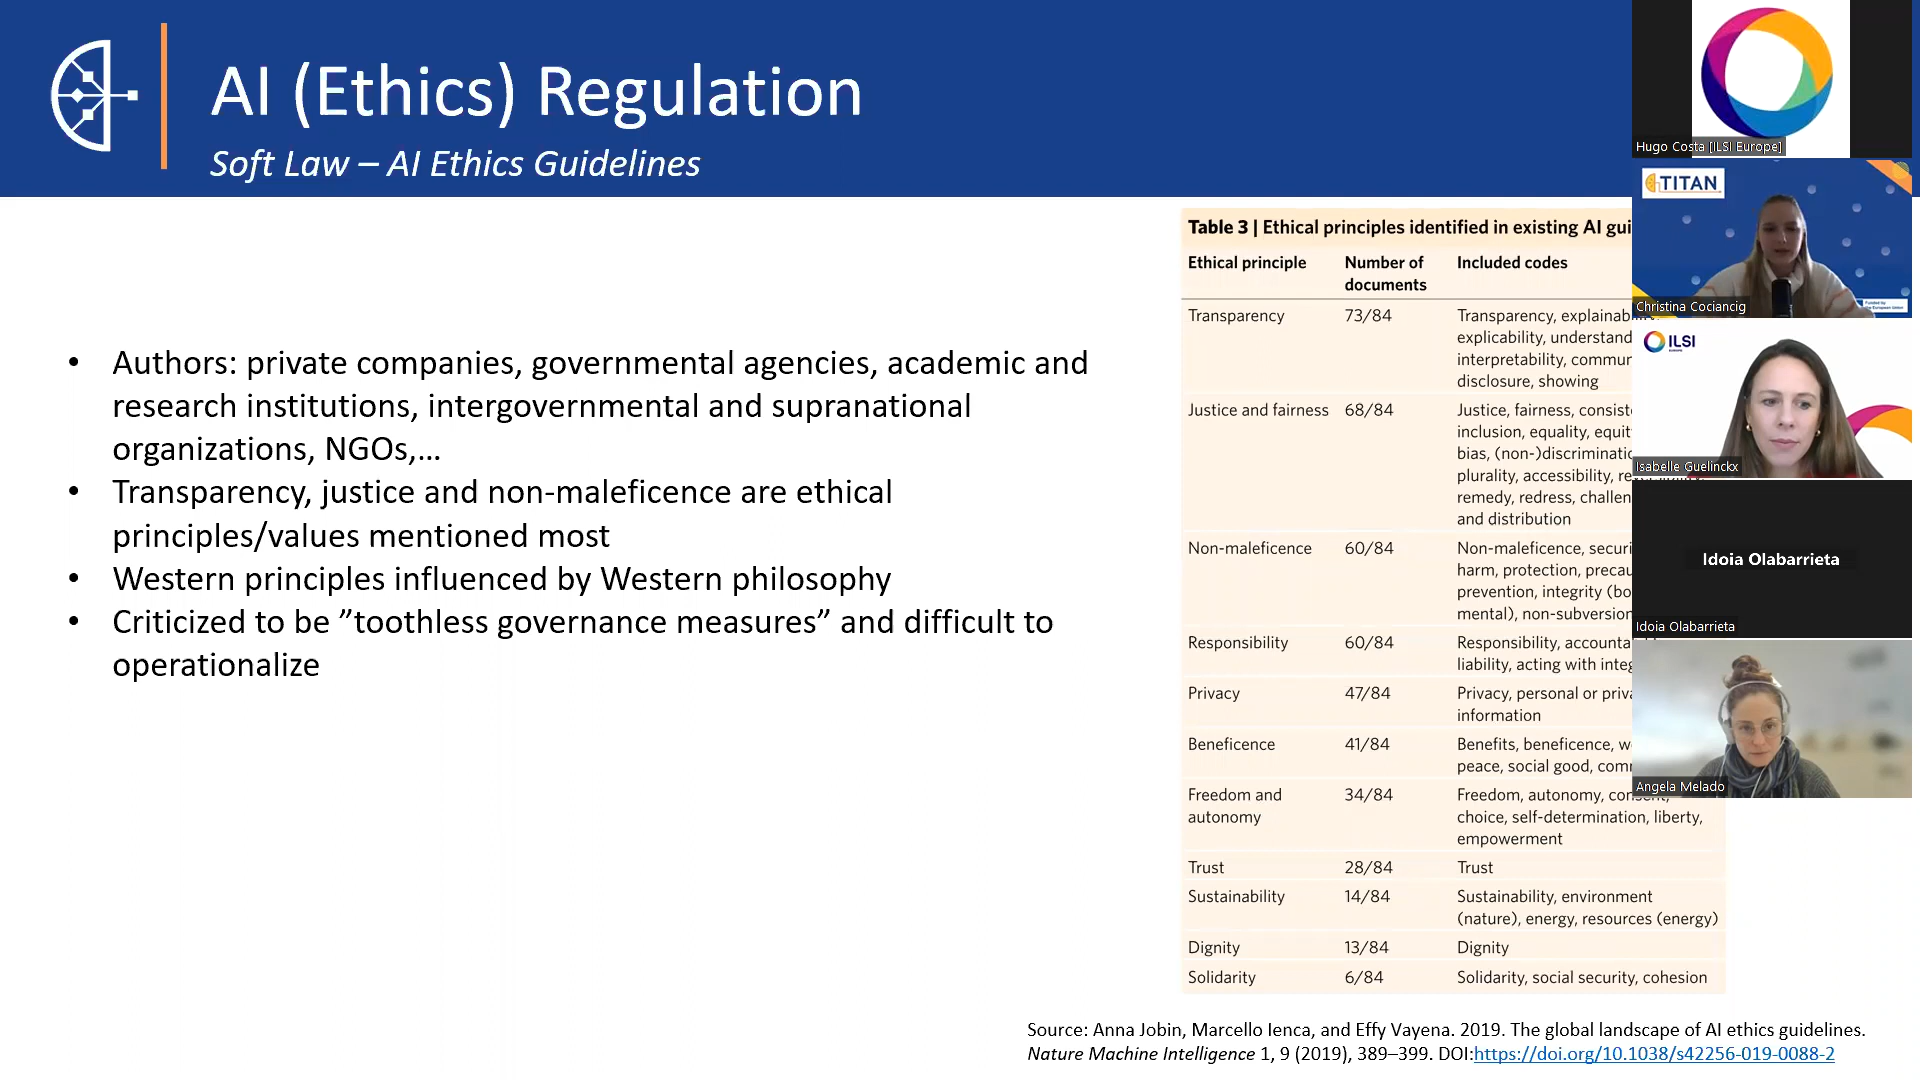 AI (Ethics) Regulation
Soft Law – AI Ethics Guidelines
• Authors: private companies, governmental agencies, academic and
research institutions, intergovernmental and supranational
organizations, NGOs,...
• Transparency, justice and non-maleficence are ethical
principles/values mentioned most
• Western principles influenced by Western philosophy
• Criticized to be ”toothless governance measures” and difficult to
operationalize
Table 3 | Ethical principles identified in existing AI gui
Ethical principle Number of documents Included codes
Transparency 73/84 Transparency, explainab
explicability, understand
interpretability, commun
disclosure, showing
Justice and fairness 68/84 Justice, fairness, consist
inclusion, equality, equit
bias, (non-)discriminatio
plurality, accessibility, re
remedy, redress, challen
and distribution
Non-maleficence 60/84 Non-maleficence, securi
harm, protection, precau
prevention, integrity (bo
mental), non-subversion
Responsibility 60/84 Responsibility, accounta
liability, acting with integ
Privacy 47/84 Privacy, personal or priva
information
Beneficence 41/84 Benefits, beneficence, w
peace, social good, com
Freedom and autonomy 34/84 Freedom, autonomy, consent,
choice, self-determination, liberty,
empowerment
Trust 28/84 Trust
Sustainability 14/84 Sustainability, environment
(nature), energy, resources (energy)
Dignity 13/84 Dignity
Solidarity 6/84 Solidarity, social security, cohesion
Source: Anna Jobin, Marcello Ienca, and Effy Vayena. 2019. The global landscape of AI ethics guidelines.
Nature Machine Intelligence 1, 9 (2019), 389–399. DOI:https://doi.org/10.1038/s42256-019-0088-2
Hugo Costa [ILSI Europe]
TITAN
Christina Cociancig
Funded by
ILSI
EUROPE
Isabelle Guelinckx
Idoia Olabarrieta
Idoia Olabarrieta
Angela Melado